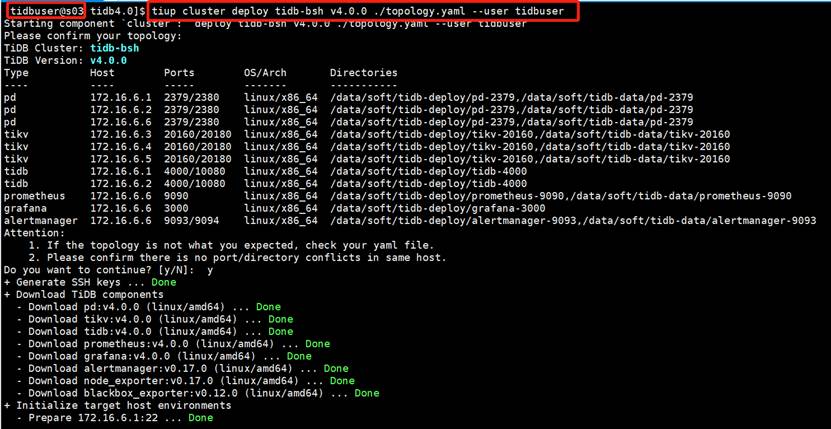 tidbuser@s03 tidb4.0]$ tiup cluster deploy tidb-bsh v4.0.0 ./topology.yaml --user tidbuser
Starting component `cluster`:  deploy tidb-bsh v4.0.0 ./topology.yaml --user tidbuser
Please confirm your topology:
TiDB Cluster: tidb-bsh
TiDB Version: v4.0.0
Type Host Ports OS/Arch Directories
---- ---- ----- ------- -----------
pd 172.16.6.1 2379/2380 linux/x86_64 /data/soft/tidb-deploy/pd-2379,/data/soft/tidb-data/pd-2379
pd 172.16.6.2 2379/2380 linux/x86_64 /data/soft/tidb-deploy/pd-2379,/data/soft/tidb-data/pd-2379
pd 172.16.6.6 2379/2380 linux/x86_64 /data/soft/tidb-deploy/pd-2379,/data/soft/tidb-data/pd-2379
tikv 172.16.6.3 20160/20180 linux/x86_64 /data/soft/tidb-deploy/tikv-20160,/data/soft/tidb-data/tikv-20160
tikv 172.16.6.4 20160/20180 linux/x86_64 /data/soft/tidb-deploy/tikv-20160,/data/soft/tidb-data/tikv-20160
tikv 172.16.6.5 20160/20180 linux/x86_64 /data/soft/tidb-deploy/tikv-20160,/data/soft/tidb-data/tikv-20160
tidb 172.16.6.1 4000/10080 linux/x86_64 /data/soft/tidb-deploy/tidb-4000
tidb 172.16.6.2 4000/10080 linux/x86_64 /data/soft/tidb-deploy/tidb-4000
prometheus 172.16.6.6 9090 linux/x86_64 /data/soft/tidb-deploy/prometheus-9090,/data/soft/tidb-data/prometheus-9090
grafana 172.16.6.6 3000 linux/x86_64 /data/soft/tidb-deploy/grafana-3000
alertmanager 172.16.6.6 9093/9094 linux/x86_64 /data/soft/tidb-deploy/alertmanager-9093,/data/soft/tidb-data/alertmanager-9093
Attention:
1. If the topology is not what you expected, check your yaml file.
2. Please confirm there is no port/directory conflicts in same host.
Do you want to continue? [y/N]:  y
+ Generate SSH keys ... Done
+ Download TiDB components
- Download pd:v4.0.0 (linux/amd64) ... Done
- Download tikv:v4.0.0 (linux/amd64) ... Done
- Download tidb:v4.0.0 (linux/amd64) ... Done
- Download prometheus:v4.0.0 (linux/amd64) ... Done
- Download grafana:v4.0.0 (linux/amd64) ... Done
- Download alertmanager:v0.17.0 (linux/amd64) ... Done
- Download node_exporter:v0.17.0 (linux/amd64) ... Done
- Download blackbox_exporter:v0.12.0 (linux/amd64) ... Done
+ Initialize target host environments
- Prepare 172.16.6.1:22 ... Done